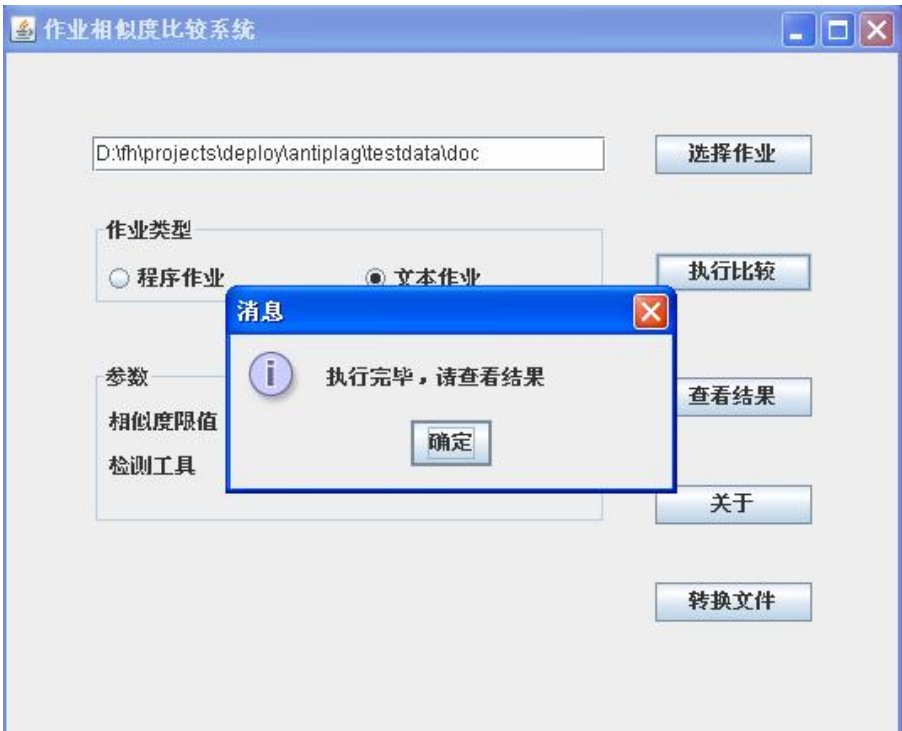 作业相似度比较系统
D:\fh\projects\deploy\antiplag\testdata\doc
选择作业
作业类型
程序作业
文本作业
执行比较
消息
执行完毕，请查看结果
确定
参数
相似度限值
检测工具
查看结果
关于
转换文件